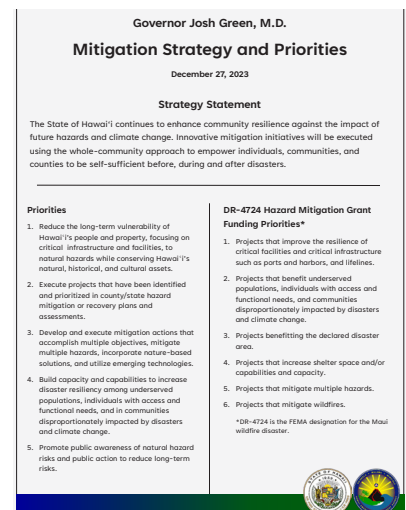 Governor Josh Green, M.D.
Mitigation Strategy and Priorities
December 27, 2023
Strategy Statement
The State of Hawai'i continues to enhance community resilience against the impact of
future hazards and climate change. Innovative mitigation initiatives will be executed
using the whole-community approach to empower individuals, communities, and
counties to be self-sufficient before, during and after disasters.
Priorities
1. Reduce the long-term vulnerability of
Hawai'i's people and property, focusing on
critical infrastructure and facilities, to
natural hazards while conserving Hawai'i's
natural, historical, and cultural assets.
2. Execute projects that have been identified
and prioritized in county/state hazard
mitigation or recovery plans and
assessments.
3. Develop and execute mitigation actions that
accomplish multiple objectives, mitigate
multiple hazards, incorporate nature-based
solutions, and utilize emerging technologies.
4. Build capacity and capabilities to increase
disaster resiliency among underserved
populations, individuals with access and
functional needs, and in communities
disproportionately impacted by disasters
and climate change.
5. Promote public awareness of natural hazard
risks and public action to reduce long-term
risks.
DR-4724 Hazard Mitigation Grant
Funding Priorities*
1. Projects that improve the resilience of
critical facilities and critical infrastructure
such as ports and harbors, and lifelines.
2. Projects that benefit underserved
populations, individuals with access and
functional needs, and communities
disproportionately impacted by disasters
and climate change.
3. Projects benefitting the declared disaster
area.
4. Projects that increase shelter space and/or
capabilities and capacity.
5. Projects that mitigate multiple hazards.
6. Projects that mitigate wildfires.
*DR-4724 is the FEMA designation for the Maui
wildfire disaster.
STATE OF HAWAII